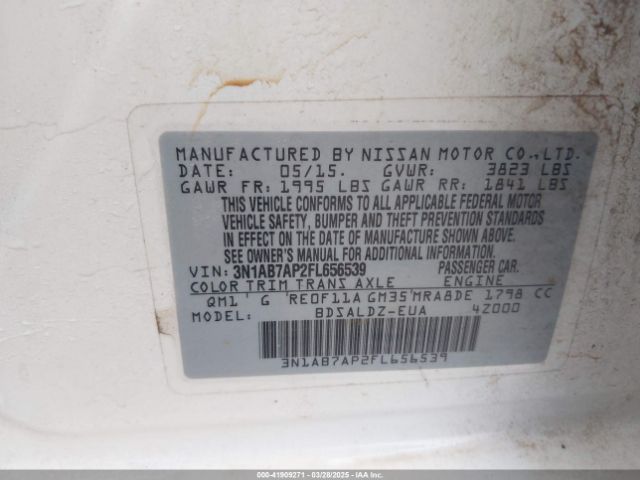 MANUFACTURED BY NISSAN MOTOR CO.,LTD.
DATE: 05/15. GVWR: 3823 LBS
GAWR FR: 1995 LBS GAWR RR: 1841 LBS
THIS VEHICLE CONFORMS TO ALL APPLICABLE FEDERAL MOTOR
VEHICLE SAFETY, BUMPER AND THEFT PREVENTION STANDARDS
IN EFFECT ON THE DATE OF MANUFACTURE SHOWN ABOVE.
SEE OWNER'S MANUAL FOR ADDITIONAL INFORMATION.
VIN: 3N1AB7AP2FL656539 PASSENGER CAR.
COLOR TRIM TRANS AXLE ENGINE
QM1 G RE0F11A GM35 MRA8DE 1798 CC
MODEL: BDSALDZ-EUA 4Z000
3N1AB7AP2FL656539
000-41909271 | 03/28/2025 | IAAI, Inc.